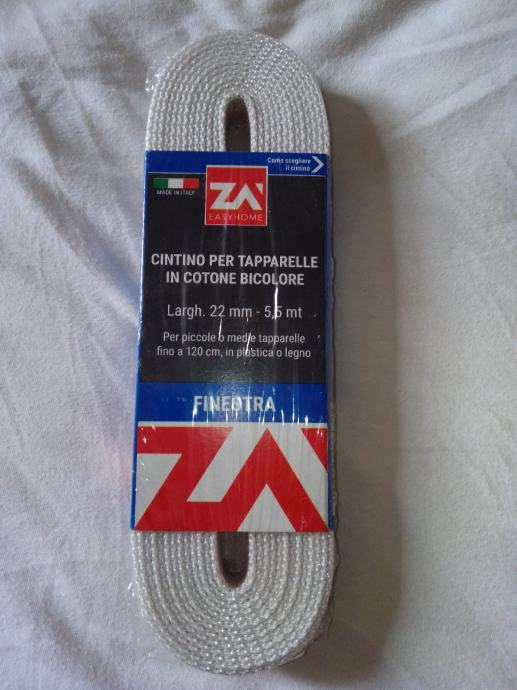 Come scegliere
il cintino
MADE IN ITALY
ZA'
EASYHOME
CINTINO PER TAPPARELLE
IN COTONE BICOLORE
Largh. 22 mm - 5,5 mt
Per piccole o medie tapparelle
fino a 120 cm, in plastica o legno
FINESTRA
ZA